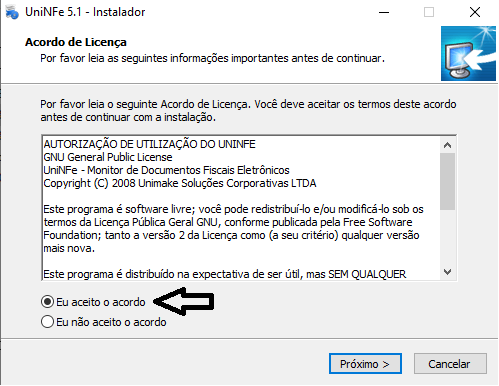 UniNFe 5.1 - Instalador
Acordo de Licença
Por favor leia as seguintes informações importantes antes de continuar.
Por favor leia o seguinte Acordo de Licença. Você deve aceitar os termos deste acordo
antes de continuar com a instalação.
AUTORIZAÇÃO DE UTILIZAÇÃO DO UNINFE
GNU General Public License
UniNFe - Monitor de Documentos Fiscais Eletrônicos
Copyright (C) 2008 Unimake Soluções Corporativas LTDA
Este programa é software livre; você pode redistribuí-lo e/ou modificá-lo sob os
termos da Licença Pública Geral GNU, conforme publicada pela Free Software
Foundation; tanto a versão 2 da Licença como (a seu critério) qualquer versão
mais nova.
Este programa é distribuído na expectativa de ser útil, mas SEM QUALQUER
Eu aceito o acordo
Eu não aceito o acordo
Próximo >
Cancelar